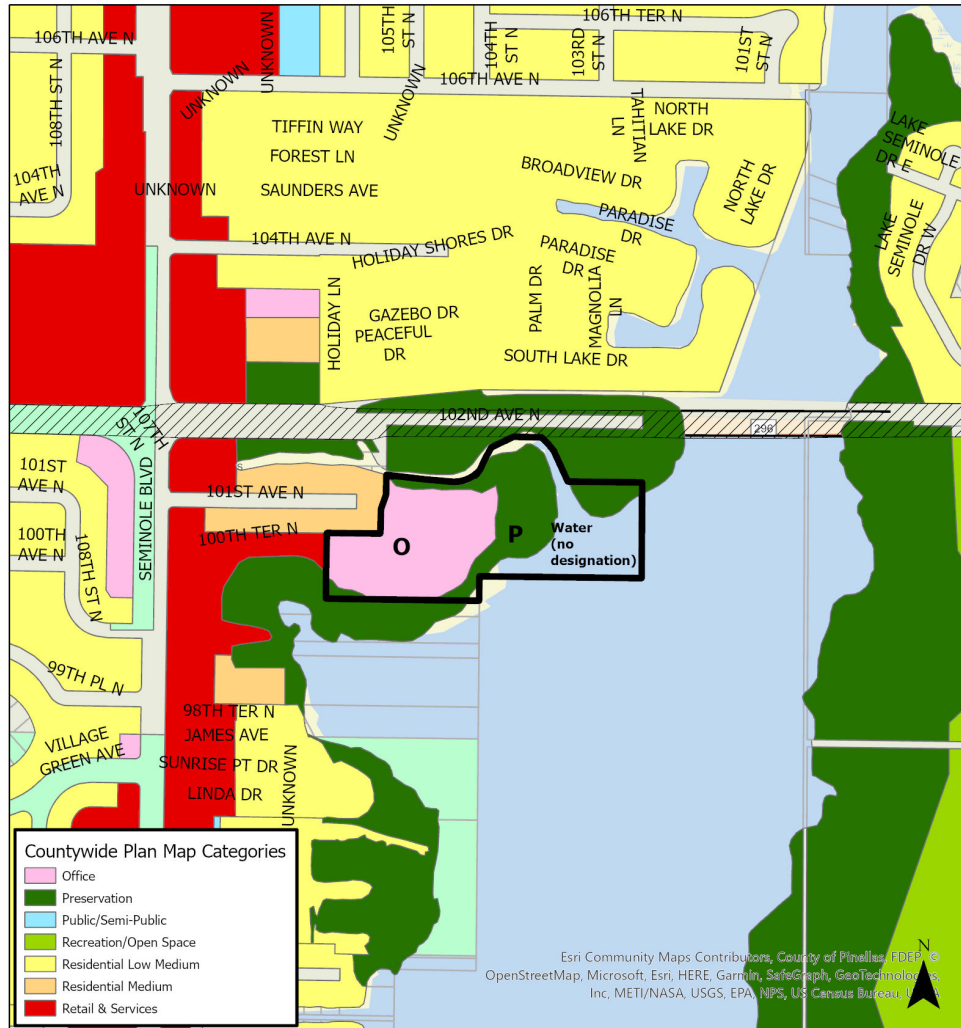 106TH TER N
106TH AVE N
UNKNOWN
105TH
ST N
104TH
ST N
103RD
ST N
101ST
ST N
108TH ST N
UNKNOWN
106TH AVE N
UNKNOWN
TIFFIN WAY
FOREST LN
SAUNDERS AVE
TAHITIAN
LN
NORTH
LAKE DR
BROADVIEW DR
NORTH
LAKE DR
LAKE
SEMINOLE
DR E
104TH
AVE N
UNKNOWN
PARADISE
DR
LAKE
SEMINOLE
DR W
104TH AVE N
HOLIDAY SHORES DR
PARADISE
DR
HOLIDAY LN
GAZEBO DR
PEACEFUL
DR
PALM DR
MAGNOLIA
LN
SOUTH LAKE DR
102ND AVE N
296
107TH
ST N
101ST
AVE N
SEMINOLE BLVD
101ST AVE N
100TH TER N
100TH
AVE N
108TH ST N
O
P
Water
(no
designation)
99TH PL N
98TH TER N
JAMES AVE
VILLAGE
GREEN AVE
SUNRISE PT DR
LINDA DR
UNKNOWN
Countywide Plan Map Categories
Office
Preservation
Public/Semi-Public
Recreation/Open Space
Residential Low Medium
Residential Medium
Retail & Services
N
Esri Community Maps Contributors, County of Pinellas, FDEP, ©
OpenStreetMap, Microsoft, Esri, HERE, Garmin, SafeGraph, GeoTechnologies,
Inc, METI/NASA, USGS, EPA, NPS, US Census Bureau,